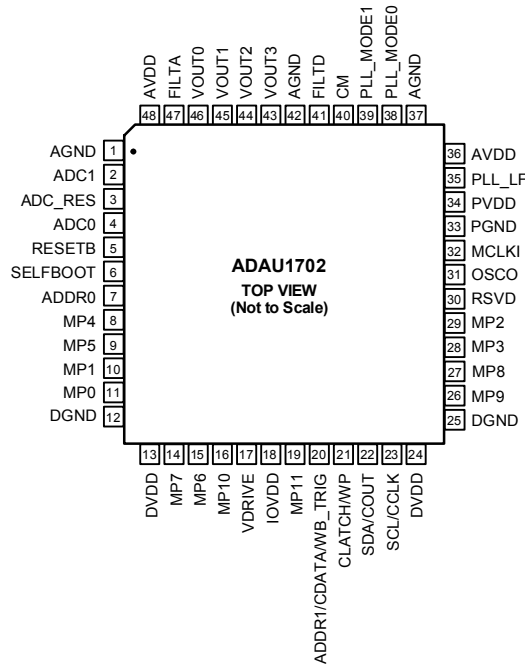 AVDD
FILTA
VOUT0
VOUT1
VOUT2
VOUT3
AGND
FILTD
CM
PLL_MODE1
PLL_MODE0
AGND
48 47 46 45 44 43 42 41 40 39 38 37
AGND 1
ADC1 2
ADC_RES 3
ADC0 4
RESETB 5
SELFBOOT 6
ADDR0 7
MP4 8
MP5 9
MP1 10
MP0 11
DGND 12
ADAU1702
TOP VIEW
(Not to Scale)
36 AVDD
35 PLL_LF
34 PVDD
33 PGND
32 MCLKI
31 OSCO
30 RSVD
29 MP2
28 MP3
27 MP8
26 MP9
25 DGND
13 14 15 16 17 18 19 20 21 22 23 24
DVDD
MP7
MP6
MP10
VDRIVE
IOVDD
MP11
ADDR1/CDATA/WB_TRIG
CLATCH/WP
SDA/COUT
SCL/CCLK
DVDD